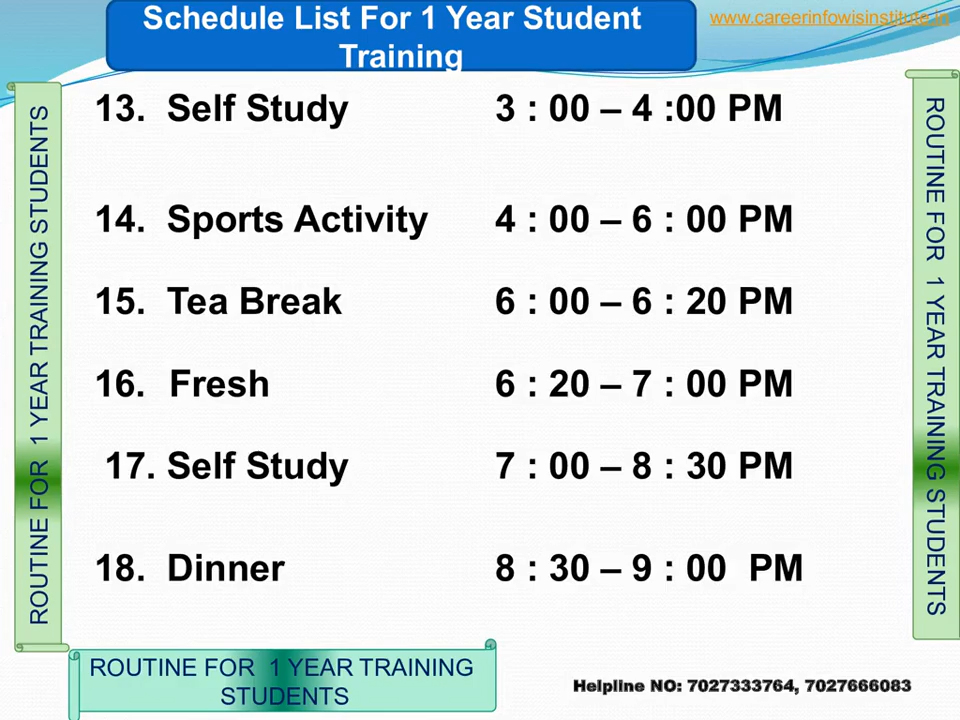 Schedule List For 1 Year Student
Training
www.careerinfowisinstitute.in
13. Self Study 3 : 00 – 4 :00 PM
14. Sports Activity 4 : 00 – 6 : 00 PM
15. Tea Break 6 : 00 – 6 : 20 PM
16. Fresh 6 : 20 – 7 : 00 PM
17. Self Study 7 : 00 – 8 : 30 PM
18. Dinner 8 : 30 – 9 : 00 PM
ROUTINE FOR 1 YEAR TRAINING STUDENTS
ROUTINE FOR 1 YEAR TRAINING STUDENTS
ROUTINE FOR 1 YEAR TRAINING
STUDENTS
Helpline NO: 7027333764, 7027666083